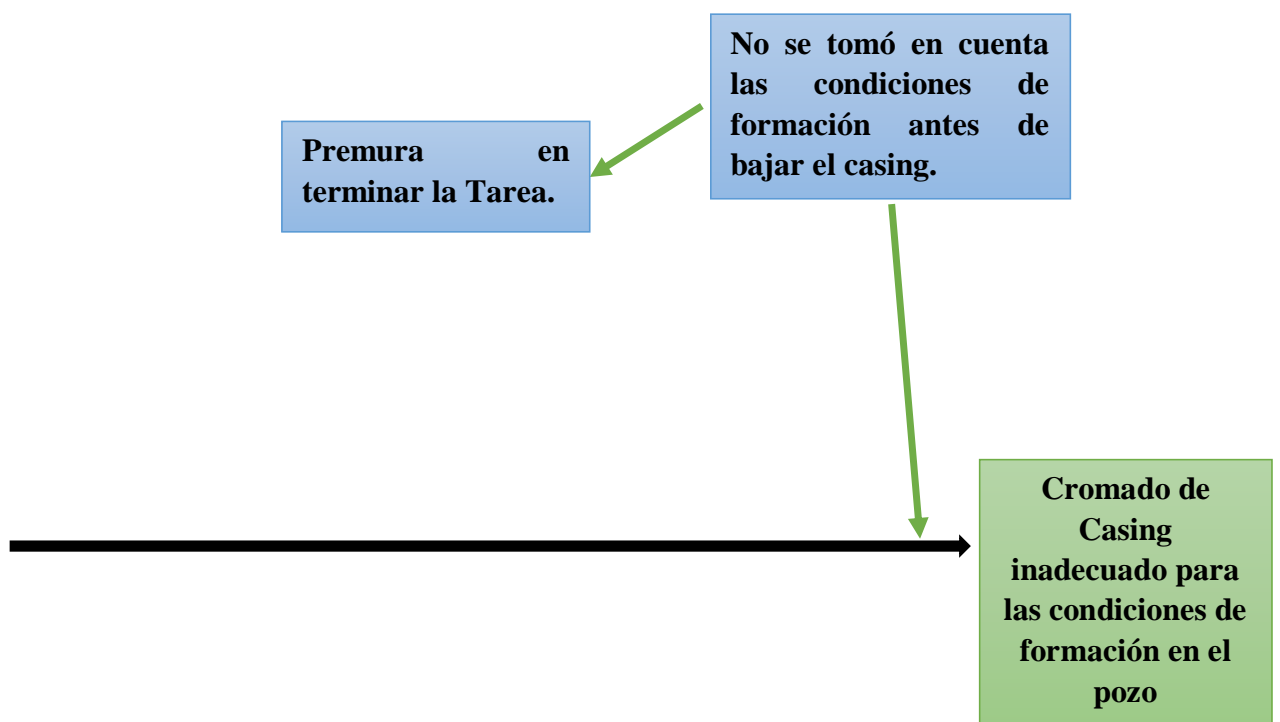 No se tomó en cuenta
las condiciones de
formación antes de
bajar el casing.
Premura en
terminar la Tarea.
Cromado de
Casing
inadecuado para
las condiciones de
formación en el
pozo